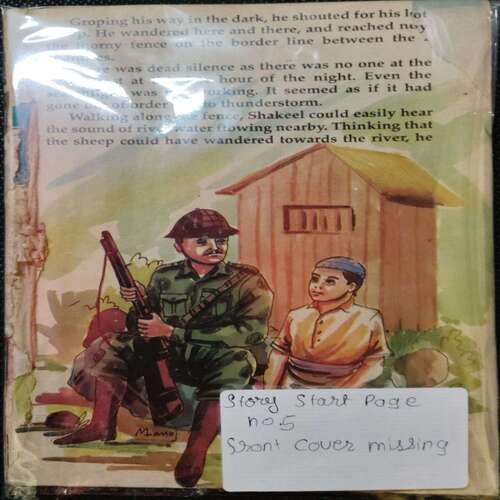 Groping his way in the dark, he shouted for his lost
He wandered here and there, and reached
the thorny fence on the border line between the
was dead silence as there was no one at the
at hour of the night. Even the
was working. It seemed as if it had
gone order thunderstorm.
Walking along fence, Shakeel could easily hear
the sound of river water flowing nearby. Thinking that
the sheep could have wandered towards the river, he
Manoj
Story Start Page
no.5
Front cover missing